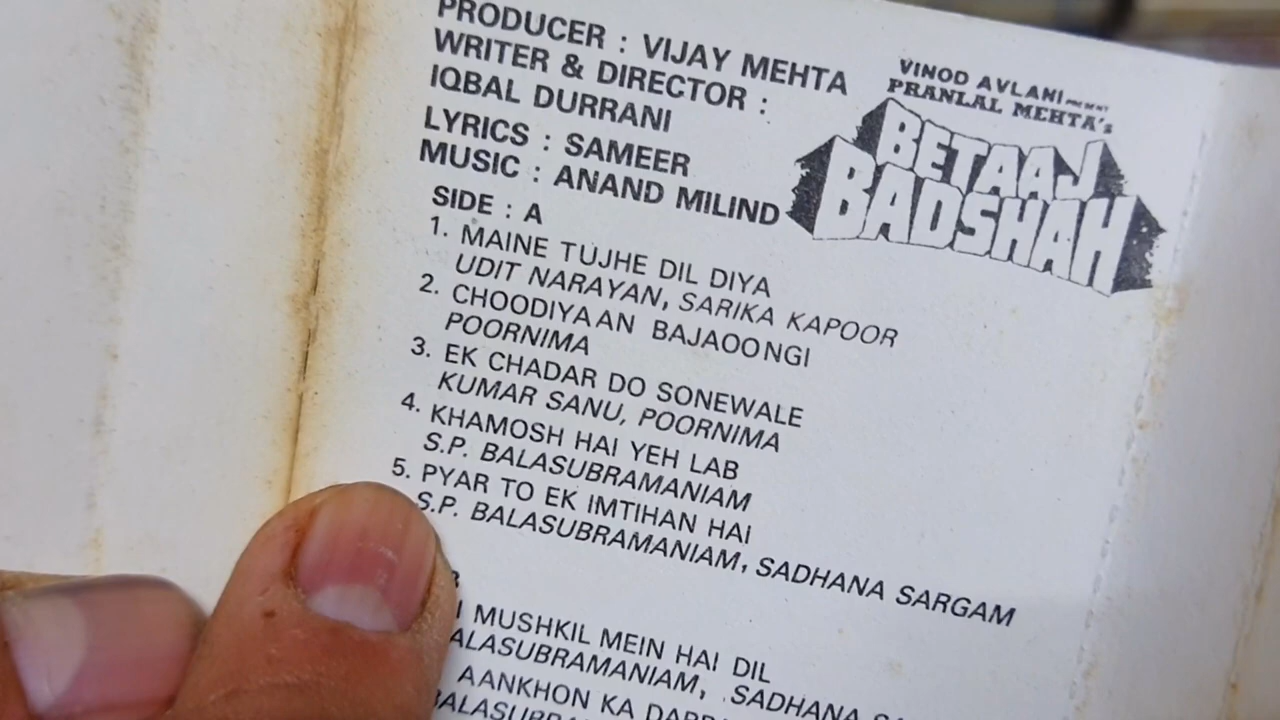 PRODUCER : VIJAY MEHTA
WRITER & DIRECTOR :
IQBAL DURRANI
LYRICS : SAMEER
MUSIC : ANAND MILIND
VINOD AVLANI PRESENT
PRANLAL MEHTA's
BETAAJ
BADSHAH
SIDE : A
1. MAINE TUJHE DIL DIYA
UDIT NARAYAN, SARIKA KAPOOR
2. CHOODIYAAN BAJAOONGI
POORNIMA
3. EK CHADAR DO SONEWALE
KUMAR SANU, POORNIMA
4. KHAMOSH HAI YEH LAB
S.P. BALASUBRAMANIAM
5. PYAR TO EK IMTIHAN HAI
S.P. BALASUBRAMANIAM, SADHANA SARGAM
MUSHKIL MEIN HAI DIL
ALASUBRAMANIAM, SADHANA
AANKHON KA